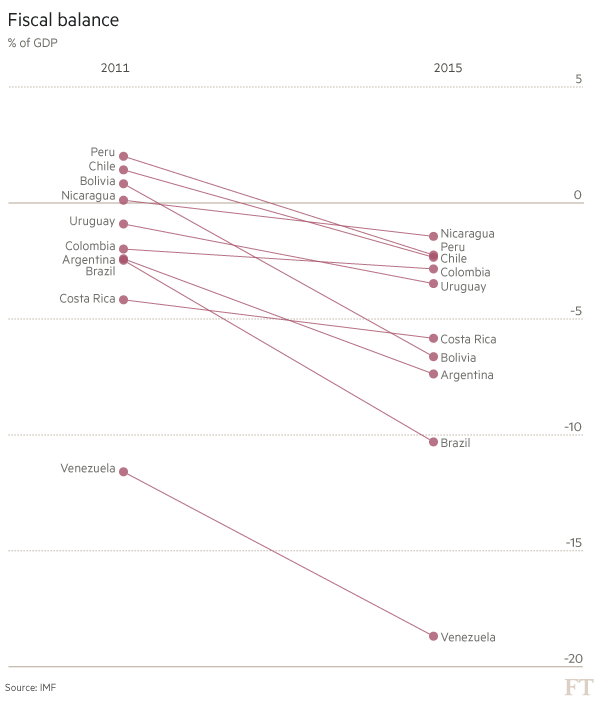 Fiscal balance
% of GDP
2011 2015
5
Peru
Chile
Bolivia
Nicaragua
0
Uruguay
Colombia
Argentina
Brazil
Costa Rica
Nicaragua
Peru
Chile
Colombia
Uruguay
-5
Costa Rica
Bolivia
Argentina
-10
Brazil
Venezuela
-15
Venezuela
-20
Source: IMF
FT